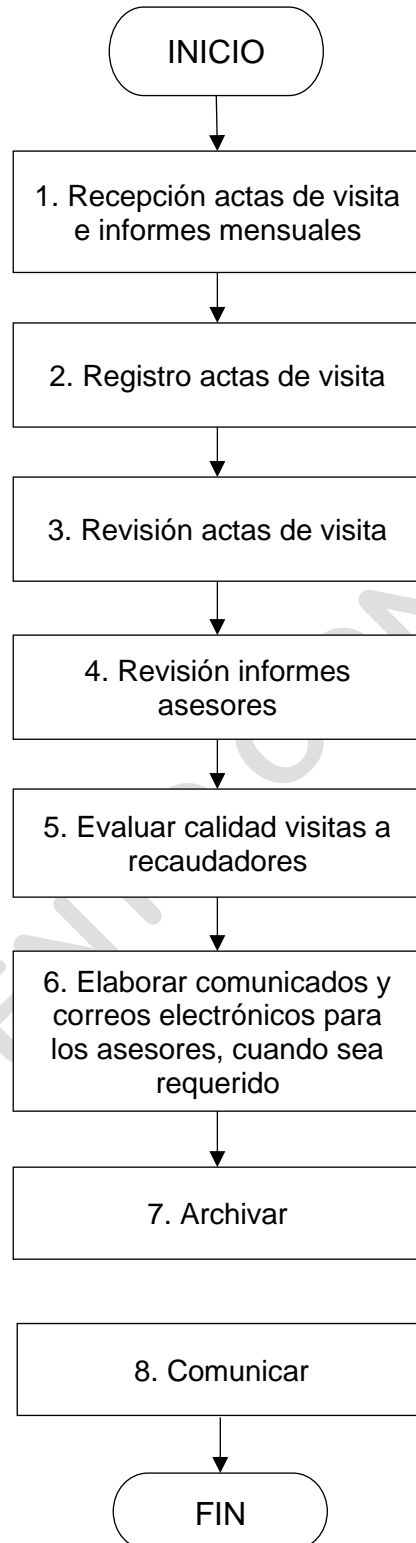 INICIO
1. Recepción actas de visita
e informes mensuales
2. Registro actas de visita
3. Revisión actas de visita
4. Revisión informes
asesores
5. Evaluar calidad visitas a
recaudadores
6. Elaborar comunicados y
correos electrónicos para
los asesores, cuando sea
requerido
7. Archivar
8. Comunicar
FIN